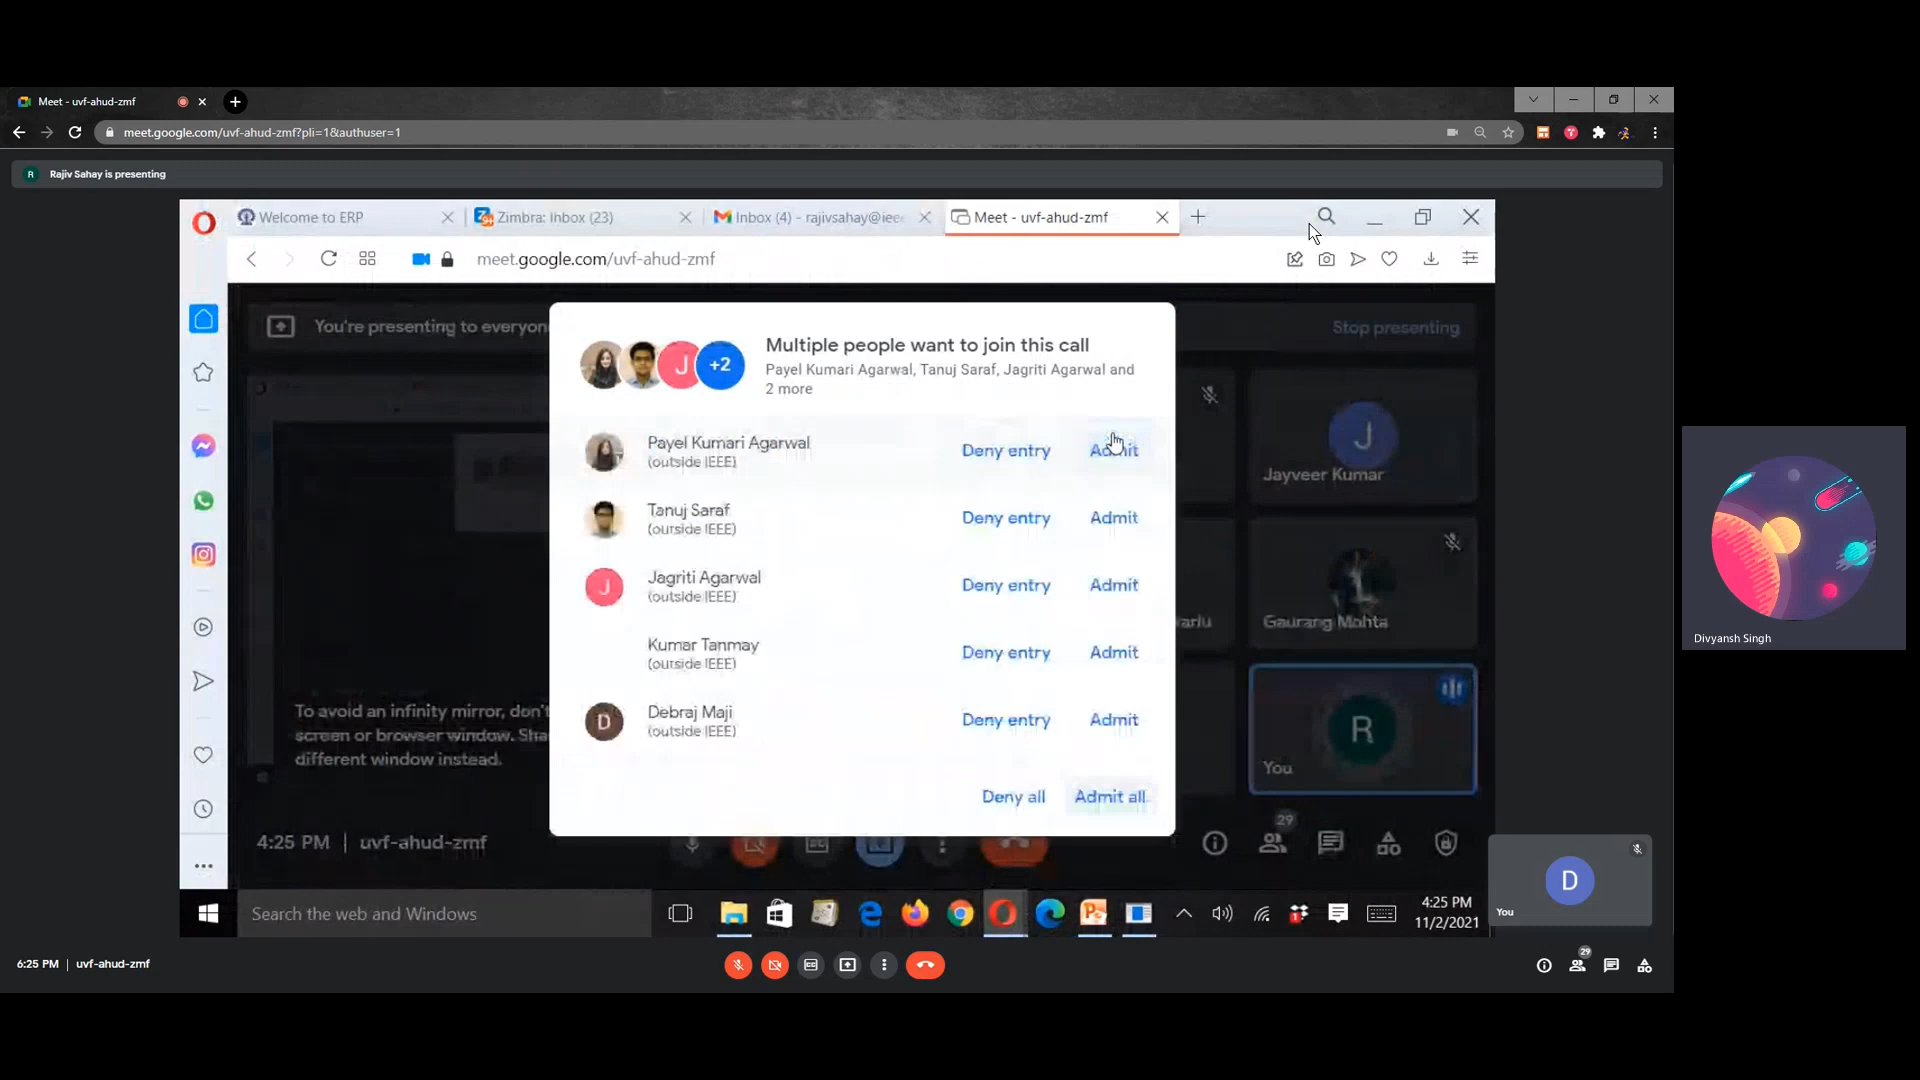 Meet - uvf-ahud-zmf
meet.google.com/uvf-ahud-zmf?pli=1&authuser=1
R Rajiv Sahay is presenting
Welcome to ERP
Zimbra: Inbox (23)
Inbox (4) - rajivsahay@iee
Meet - uvf-ahud-zmf
meet.google.com/uvf-ahud-zmf
You're presenting to everyon
Stop presenting
J +2
Multiple people want to join this call
Payel Kumari Agarwal, Tanuj Saraf, Jagriti Agarwal and
2 more
Payel Kumari Agarwal
(outside IEEE)
Deny entry Admit
Tanuj Saraf
(outside IEEE)
Deny entry Admit
J
Jagriti Agarwal
(outside IEEE)
Deny entry Admit
Kumar Tanmay
(outside IEEE)
Deny entry Admit
D
Debraj Maji
(outside IEEE)
Deny entry Admit
Deny all Admit all
J
Jayveer Kumar
varlu
Gaurang Mohta
R
You
To avoid an infinity mirror, don't
screen or browser window. Sha
different window instead.
4:25 PM | uvf-ahud-zmf
29
Search the web and Windows
4:25 PM
11/2/2021
D
You
Divyansh Singh
6:25 PM | uvf-ahud-zmf
29